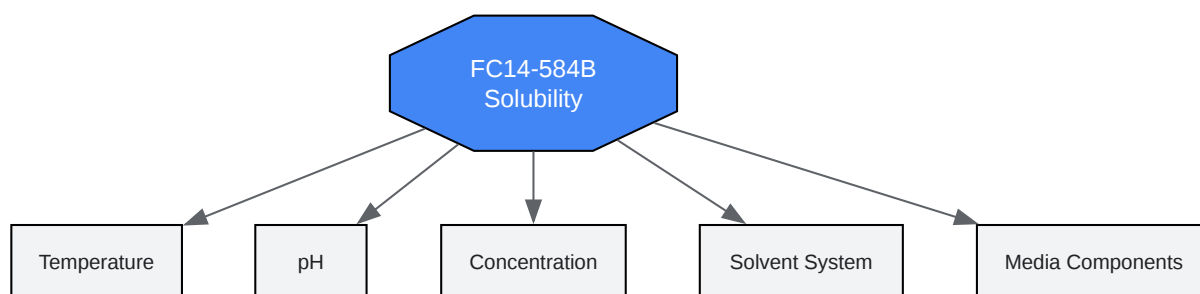 FC14-584B
Solubility
Temperature
pH
Concentration
Solvent System
Media Components